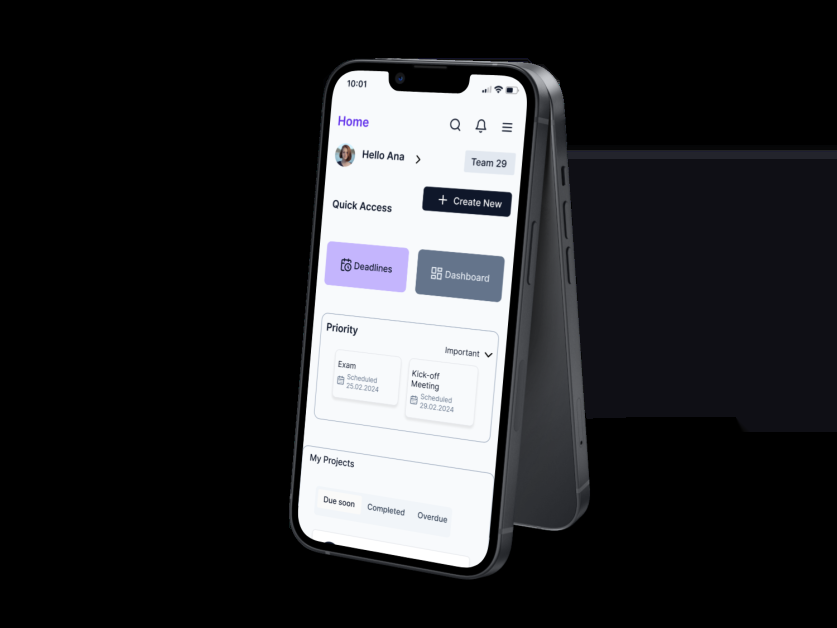 10:01
Home
Hello Ana
Team 29
Quick Access
Create New
Deadlines
Dashboard
Priority
Important
Exam
Scheduled
25.02.2024
Kick-off
Meeting
Scheduled
29.02.2024
My Projects
Due soon
Completed
Overdue